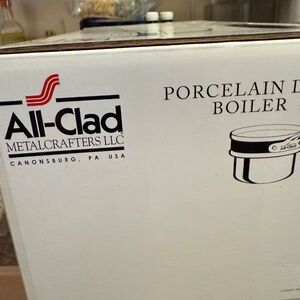 All-Clad
METALCRAFTERS LLC
CANONSBURG, PA USA
PORCELAIN D
BOILER